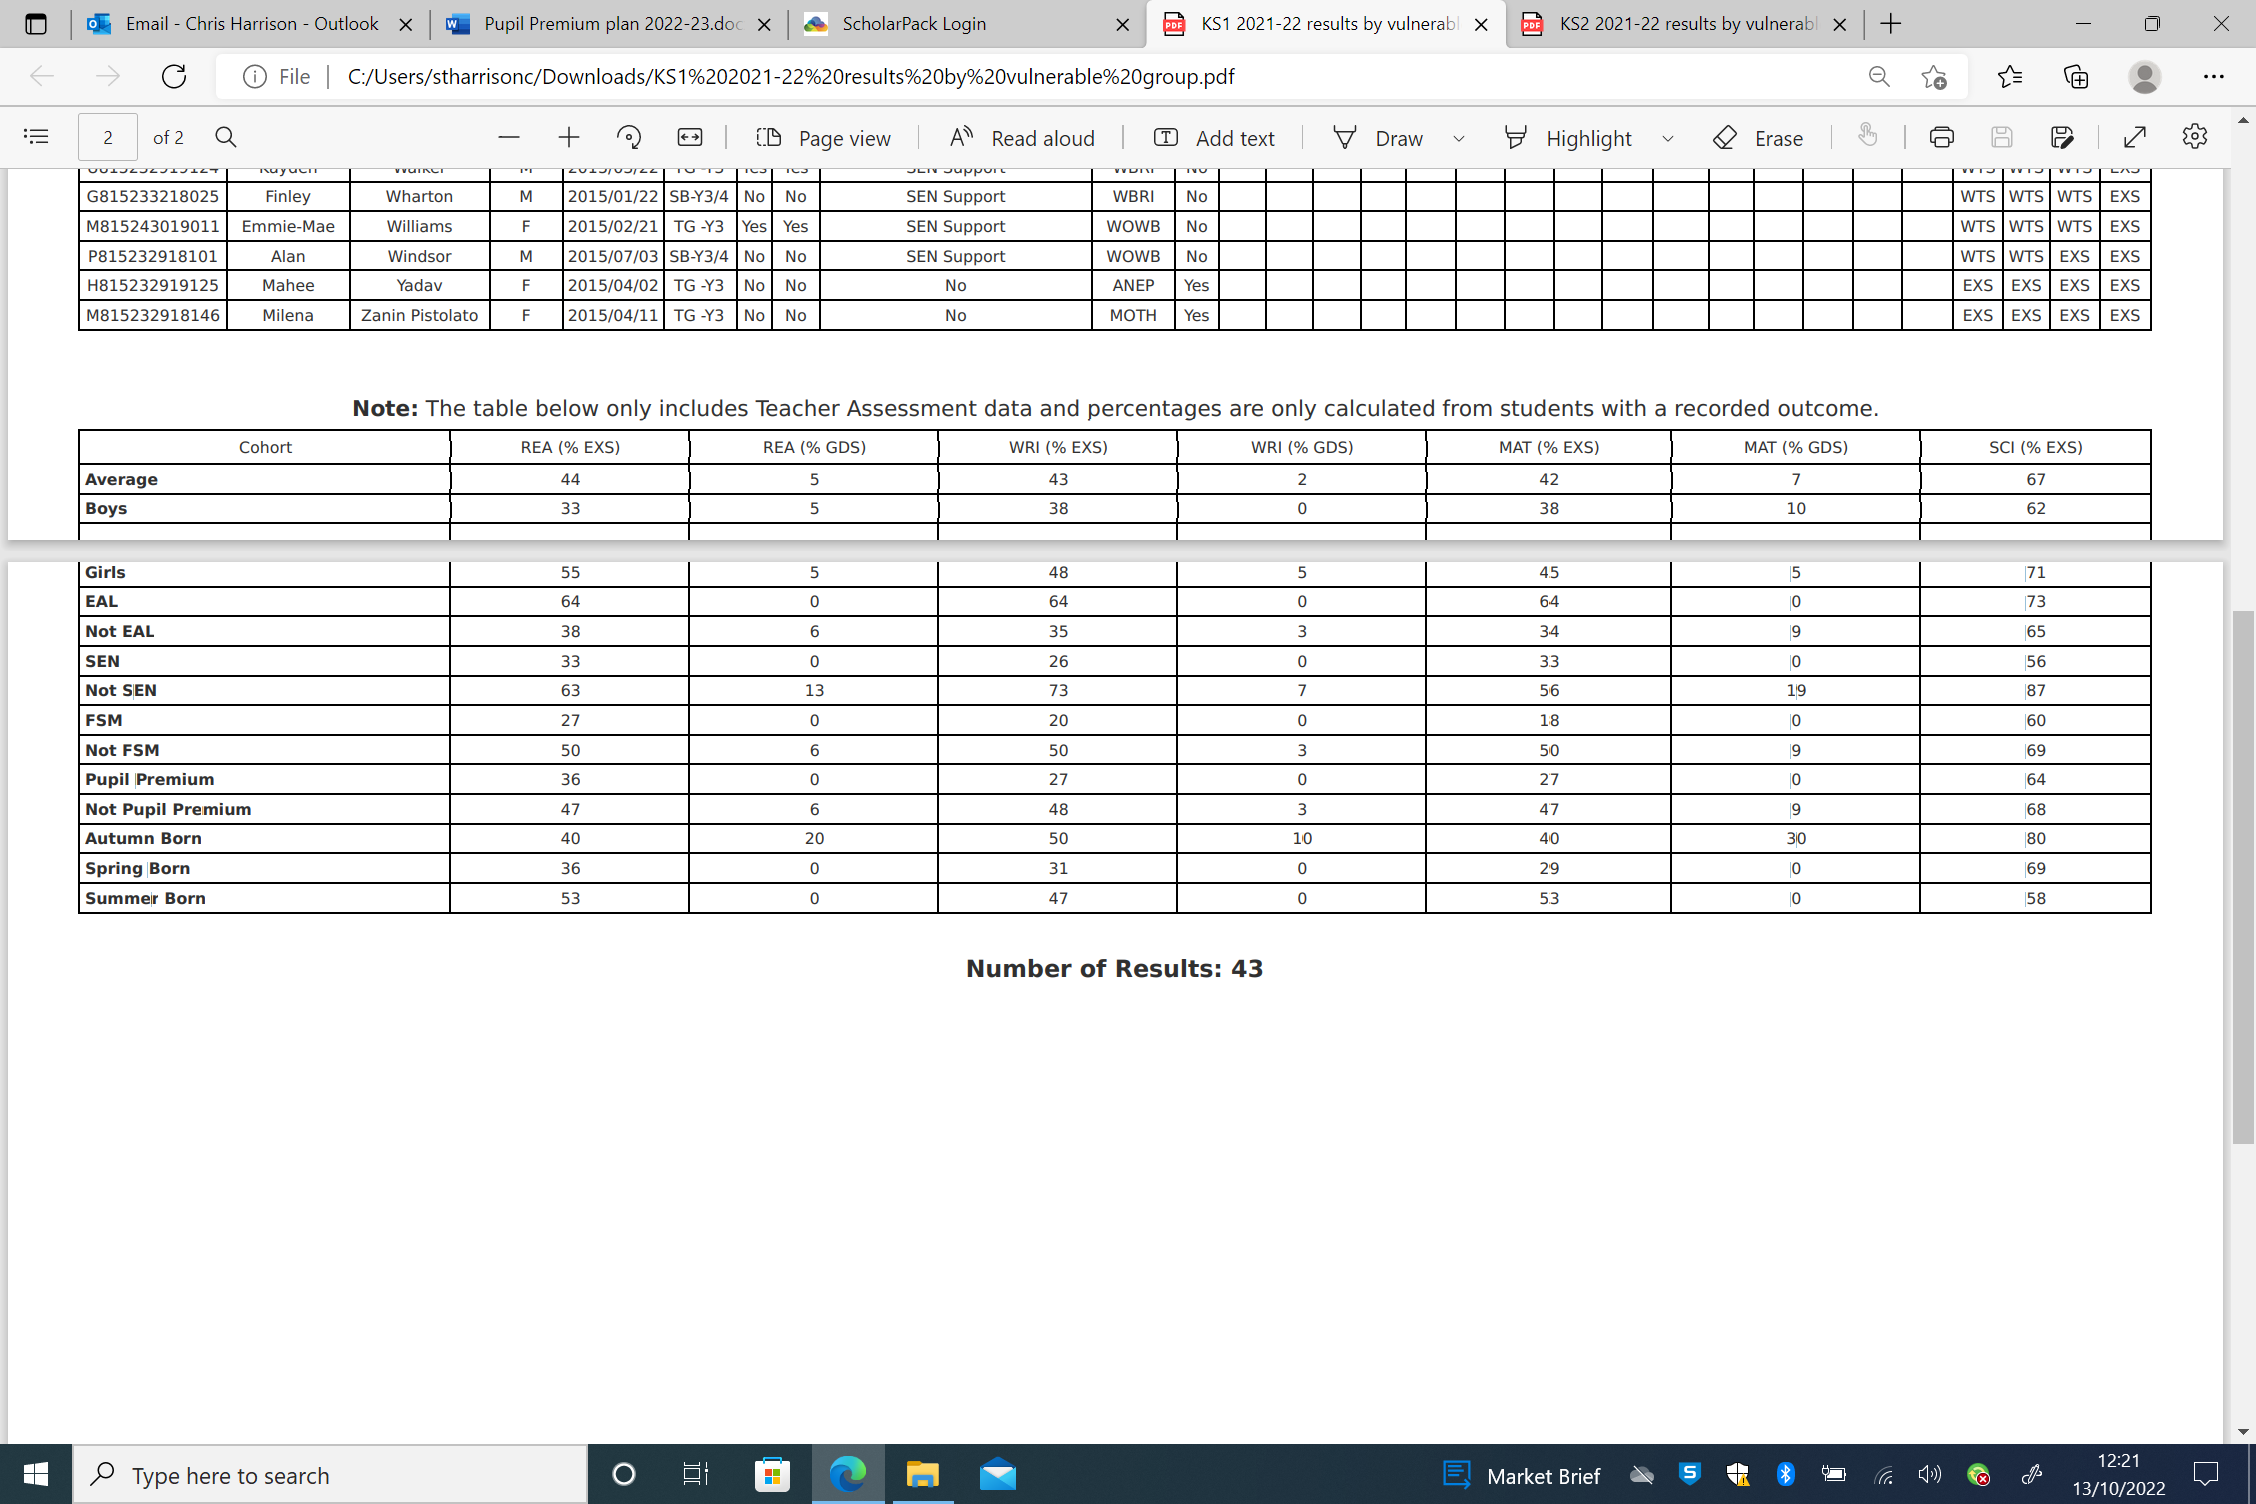 Email - Chris Harrison - Outlook
Pupil Premium plan 2022-23.doc
ScholarPack Login
KS1 2021-22 results by vulnerabl
KS2 2021-22 results by vulnerabl
File C:/Users/stharrisonc/Downloads/KS1%202021-22%20results%20by%20vulnerable%20group.pdf
2 of 2 Page view Read aloud Add text Draw Highlight Erase
G815233218025 Finley Wharton M 2015/01/22 SB-Y3/4 No No SEN Support WBRI No WTS WTS WTS EXS
M815243019011 Emmie-Mae Williams F 2015/02/21 TG -Y3 Yes Yes SEN Support WOWB No WTS WTS WTS EXS
P815232918101 Alan Windsor M 2015/07/03 SB-Y3/4 No No SEN Support WOWB No WTS WTS EXS EXS
H815232919125 Mahee Yadav F 2015/04/02 TG -Y3 No No No ANEP Yes EXS EXS EXS EXS
M815232918146 Milena Zanin Pistolato F 2015/04/11 TG -Y3 No No No MOTH Yes EXS EXS EXS EXS
Note: The table below only includes Teacher Assessment data and percentages are only calculated from students with a recorded outcome.
Cohort REA (% EXS) REA (% GDS) WRI (% EXS) WRI (% GDS) MAT (% EXS) MAT (% GDS) SCI (% EXS)
Average 44 5 43 2 42 7 67
Boys 33 5 38 0 38 10 62
Girls 55 5 48 5 45 5 71
EAL 64 0 64 0 64 0 73
Not EAL 38 6 35 3 34 9 65
SEN 33 0 26 0 33 0 56
Not SEN 63 13 73 7 56 19 87
FSM 27 0 20 0 18 0 60
Not FSM 50 6 50 3 50 9 69
Pupil Premium 36 0 27 0 27 0 64
Not Pupil Premium 47 6 48 3 47 9 68
Autumn Born 40 20 50 10 40 30 80
Spring Born 36 0 31 0 29 0 69
Summer Born 53 0 47 0 53 0 58
Number of Results: 43
Type here to search
Market Brief
12:21
13/10/2022